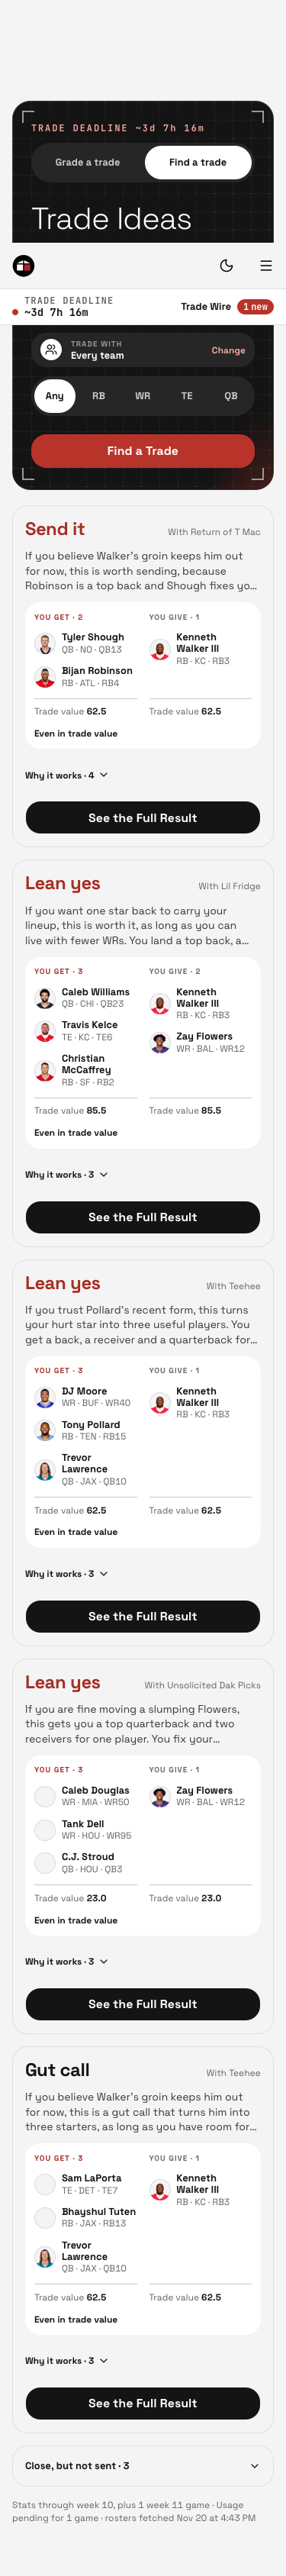 TRADE DEADLINE ~3d 7h 16m
Grade a trade
Find a trade
Trade Ideas
TRADE DEADLINE
~3d 7h 16m
Trade Wire
1 new
TRADE WITH
Every team
Change
Any
RB
WR
TE
QB
Find a Trade
Send it
With Return of T Mac
If you believe Walker's groin keeps him out
for now, this is worth sending, because
Robinson is a top back and Shough fixes yo...
YOU GET · 2
Tyler Shough
QB · NO · QB13
Bijan Robinson
RB · ATL · RB4
Trade value 62.5
YOU GIVE · 1
Kenneth
Walker III
RB · KC · RB3
Trade value 62.5
Even in trade value
Why it works · 4
See the Full Result
Lean yes
With Lil Fridge
If you want one star back to carry your
lineup, this is worth it, as long as you can
live with fewer WRs. You land a top back, a...
YOU GET · 3
Caleb Williams
QB · CHI · QB23
Travis Kelce
TE · KC · TE6
Christian
McCaffrey
RB · SF · RB2
Trade value 85.5
YOU GIVE · 2
Kenneth
Walker III
RB · KC · RB3
Zay Flowers
WR · BAL · WR12
Trade value 85.5
Even in trade value
Why it works · 3
See the Full Result
Lean yes
With Teehee
If you trust Pollard's recent form, this turns
your hurt star into three useful players. You
get a back, a receiver and a quarterback for...
YOU GET · 3
DJ Moore
WR · BUF · WR40
Tony Pollard
RB · TEN · RB15
Trevor
Lawrence
QB · JAX · QB10
Trade value 62.5
YOU GIVE · 1
Kenneth
Walker III
RB · KC · RB3
Trade value 62.5
Even in trade value
Why it works · 3
See the Full Result
Lean yes
With Unsolicited Dak Picks
If you are fine moving a slumping Flowers,
this gets you a top quarterback and two
receivers for one player. You fix your...
YOU GET · 3
Caleb Douglas
WR · MIA · WR50
Tank Dell
WR · HOU · WR95
C.J. Stroud
QB · HOU · QB3
Trade value 23.0
YOU GIVE · 1
Zay Flowers
WR · BAL · WR12
Trade value 23.0
Even in trade value
Why it works · 3
See the Full Result
Gut call
With Teehee
If you believe Walker's groin keeps him out
for now, this is a gut call that turns him into
three starters, as long as you have room for...
YOU GET · 3
Sam LaPorta
TE · DET · TE7
Bhayshul Tuten
RB · JAX · RB13
Trevor
Lawrence
QB · JAX · QB10
Trade value 62.5
YOU GIVE · 1
Kenneth
Walker III
RB · KC · RB3
Trade value 62.5
Even in trade value
Why it works · 3
See the Full Result
Close, but not sent · 3
Stats through week 10, plus 1 week 11 game · Usage
pending for 1 game · rosters fetched Nov 20 at 4:43 PM